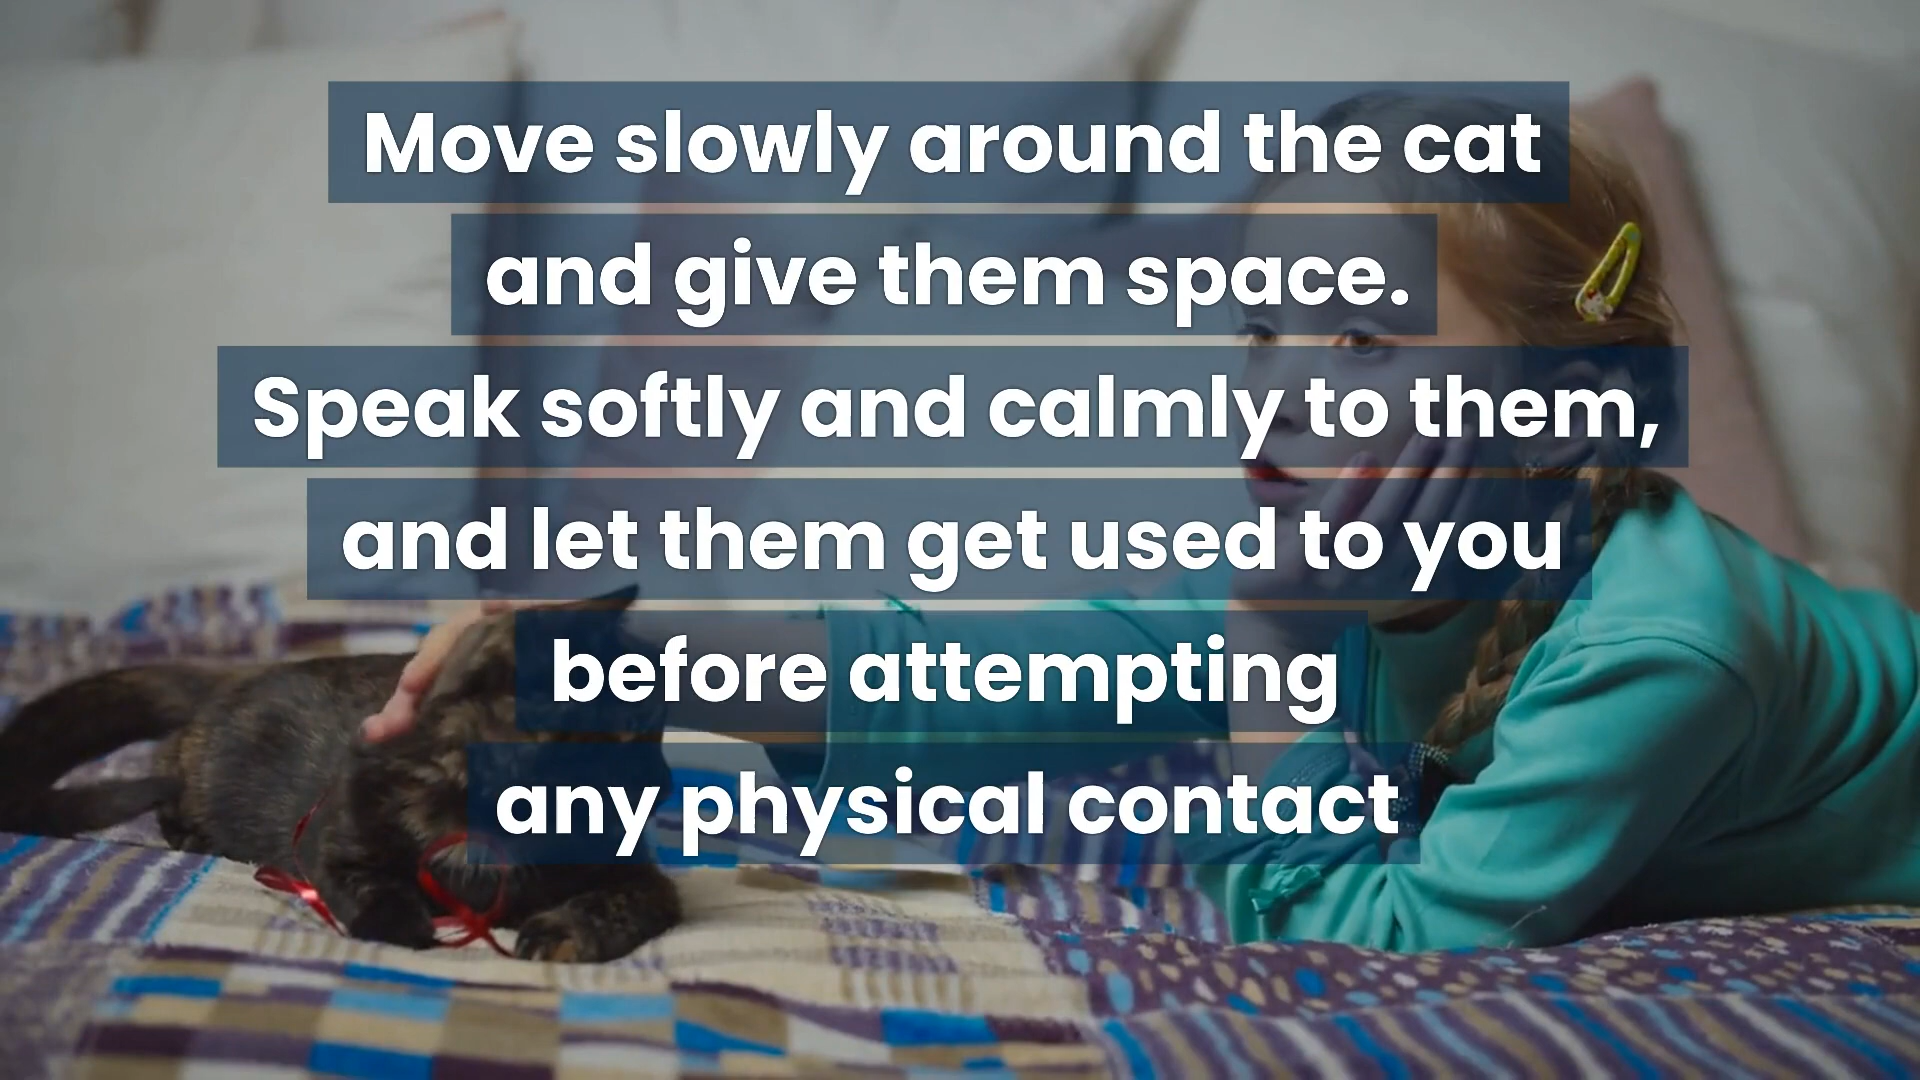 Move slowly around the cat
and give them space.
Speak softly and calmly to them,
and let them get used to you
before attempting
any physical contact